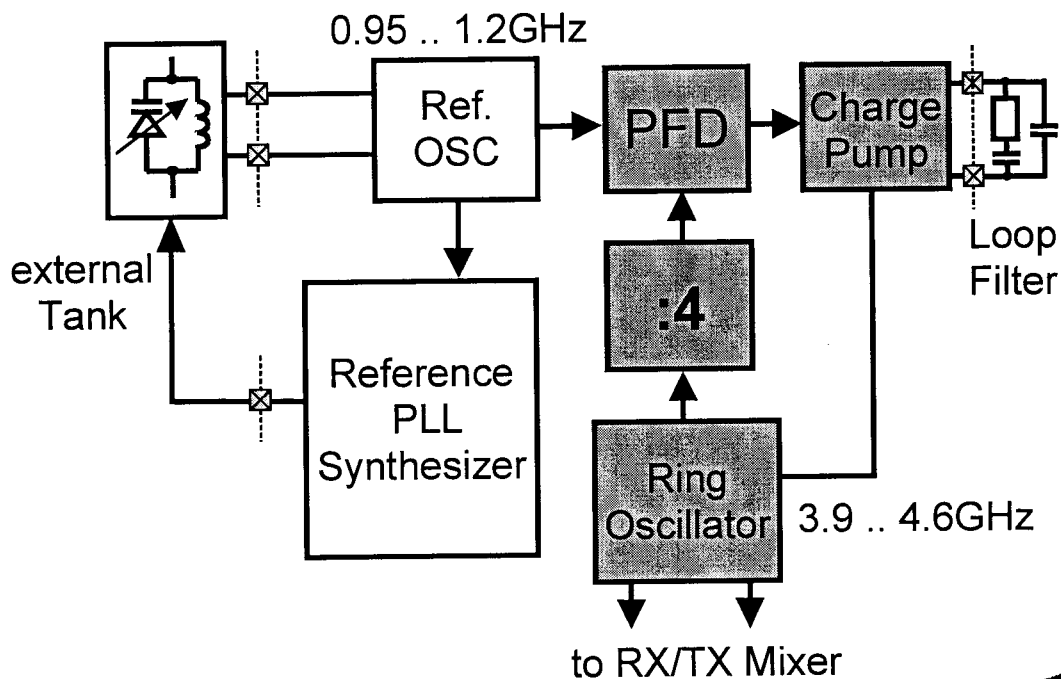 0.95 .. 1.2GHz
Ref.
OSC
PFD
Charge
Pump
Loop
Filter
external
Tank
:4
Reference
PLL
Synthesizer
Ring
Oscillator
3.9 .. 4.6GHz
to RX/TX Mixer